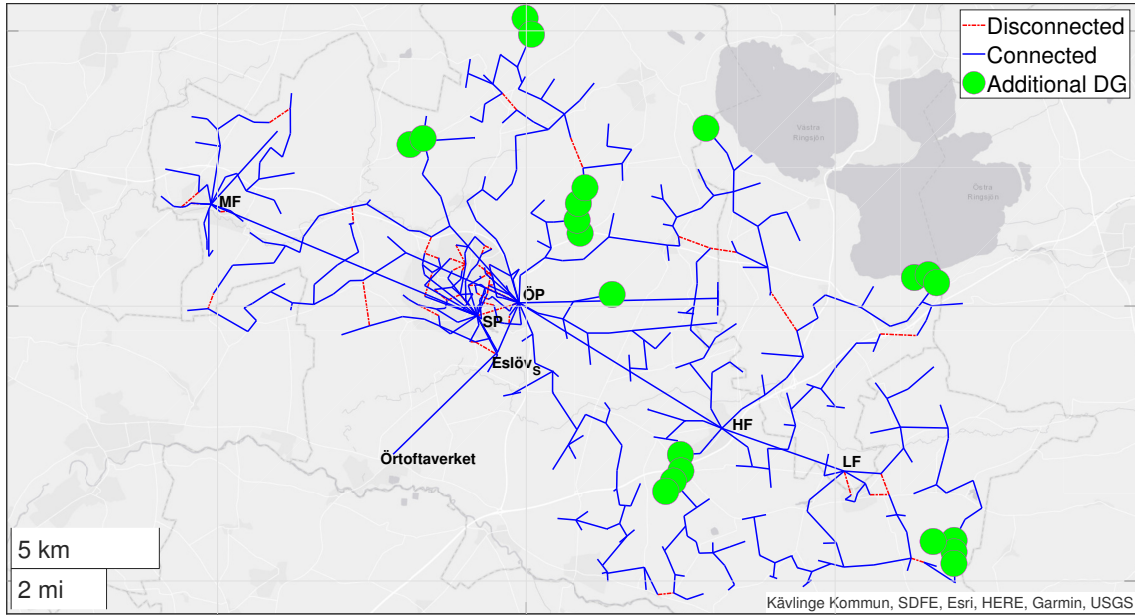 Disconnected
Connected
Additional DG
Västra
Ringsjön
Östra
Ringsjön
MF
ÖP
SP
Eslöv
S
HF
Örtoftaverket
LF
5 km
2 mi
Kävlinge Kommun, SDFE, Esri, HERE, Garmin, USGS